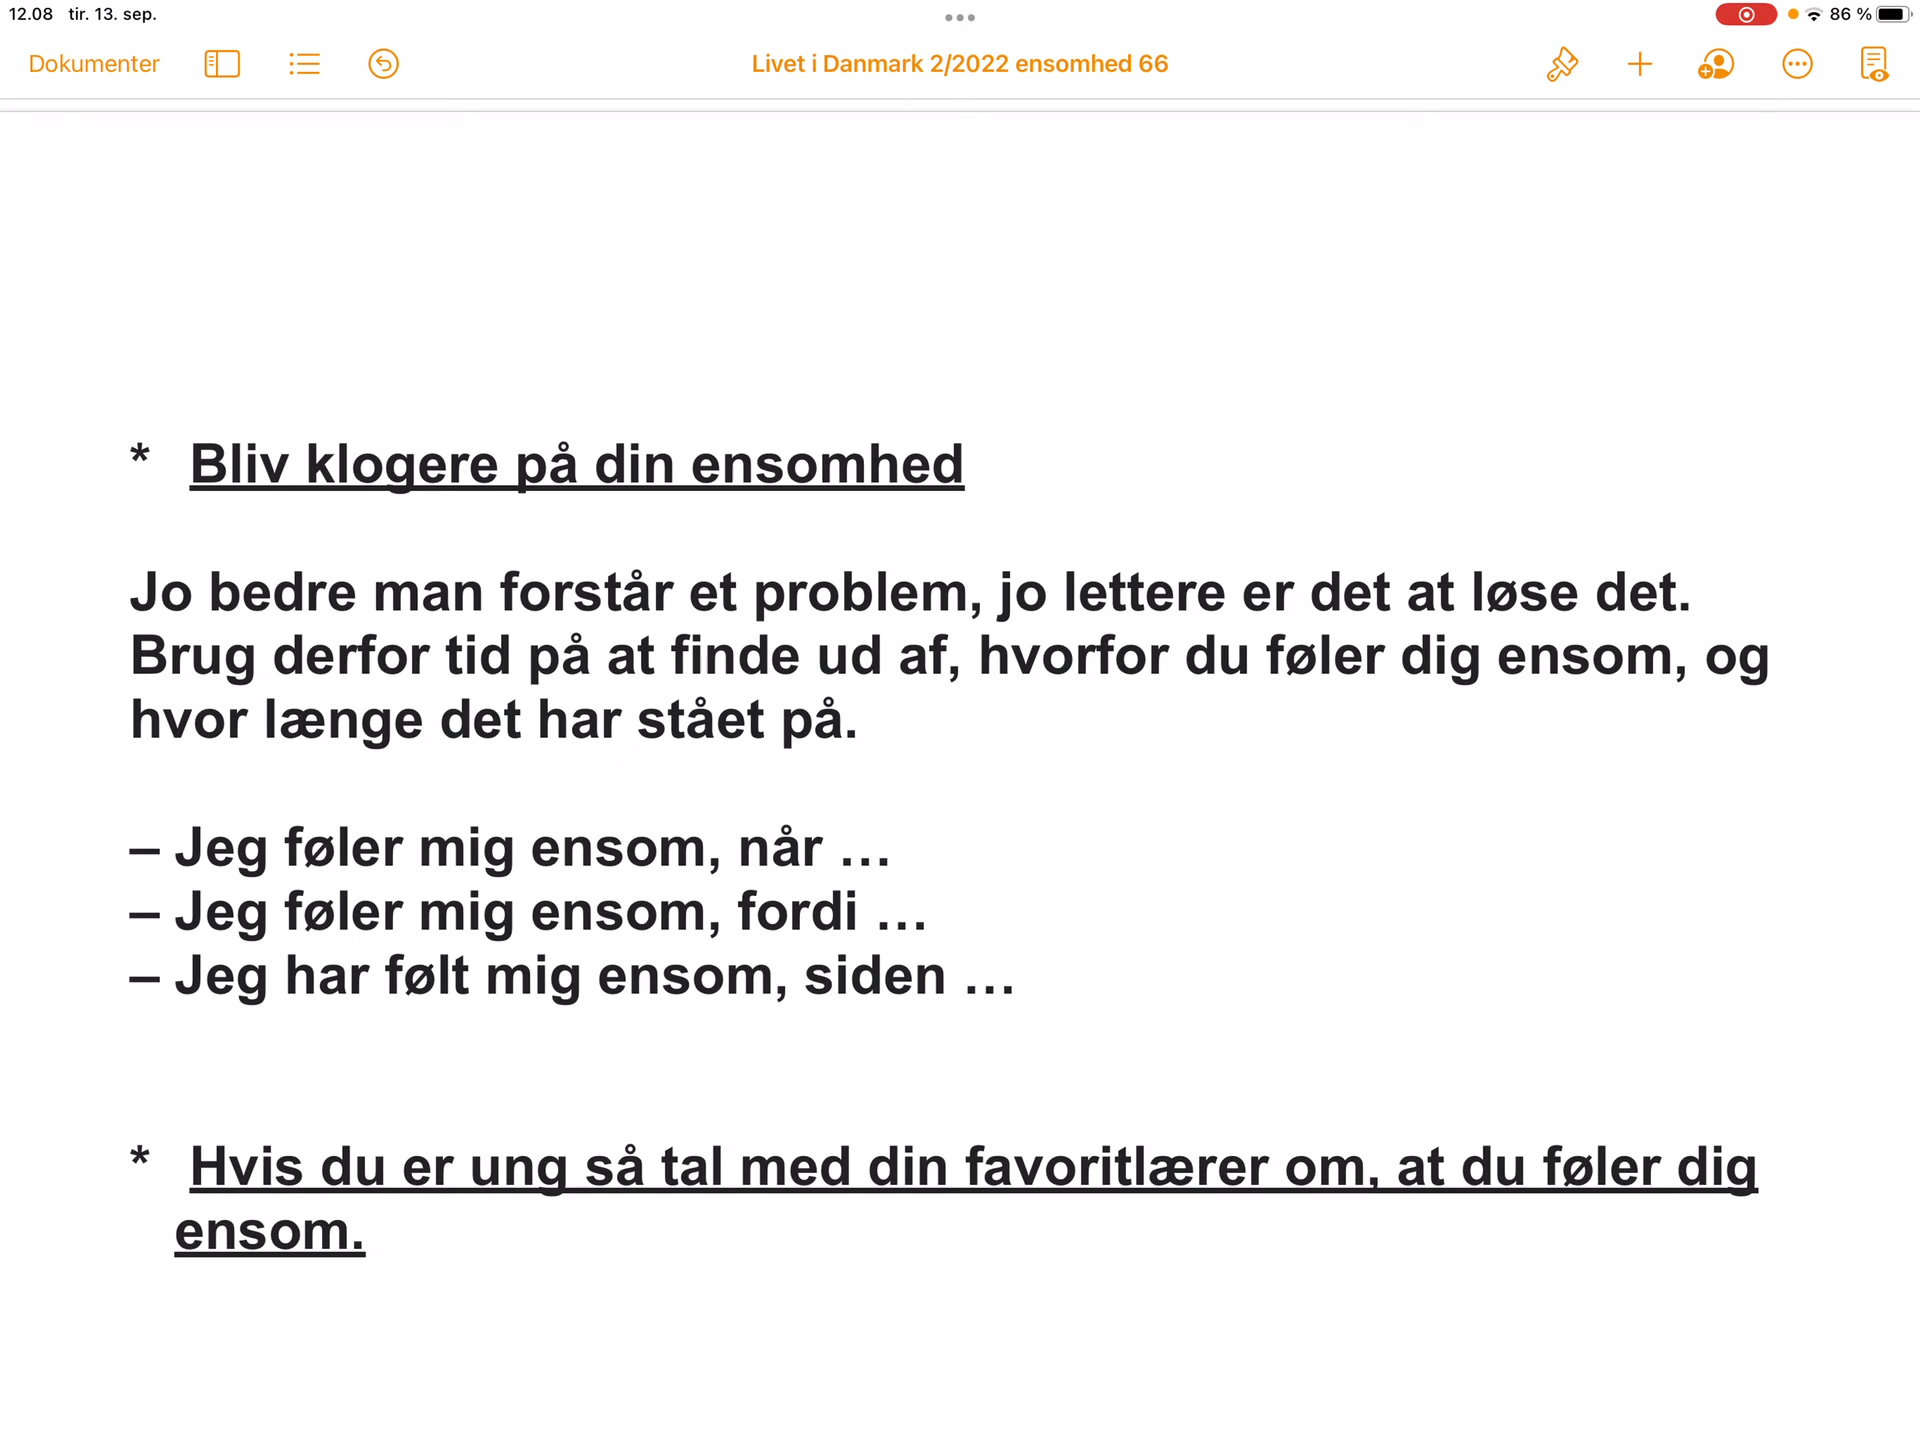 12.08 tir. 13. sep.
86 %
Dokumenter
Livet i Danmark 2/2022 ensomhed 66
* Bliv klogere på din ensomhed
Jo bedre man forstår et problem, jo lettere er det at løse det.
Brug derfor tid på at finde ud af, hvorfor du føler dig ensom, og
hvor længe det har stået på.
– Jeg føler mig ensom, når …
– Jeg føler mig ensom, fordi …
– Jeg har følt mig ensom, siden …
* Hvis du er ung så tal med din favoritlærer om, at du føler dig
ensom.